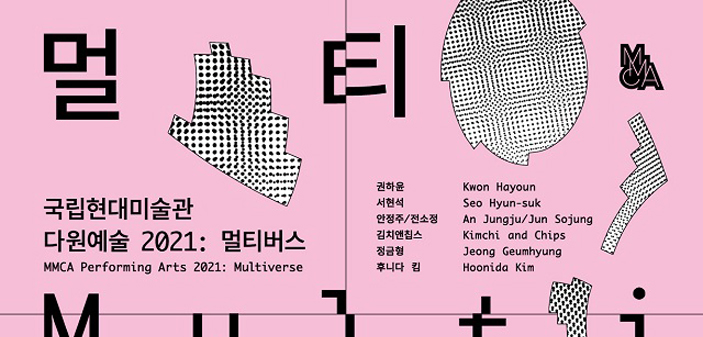 멀티
MMCA
국립현대미술관
다원예술 2021: 멀티버스
MMCA Performing Arts 2021: Multiverse
권하윤 Kwon Hayoun
서현석 Seo Hyun-suk
안정주/전소정 An Jungju/Jun Sojung
김치앤칩스 Kimchi and Chips
정금형 Jeong Geumhyung
후니다 킴 Hoonida Kim
Multi